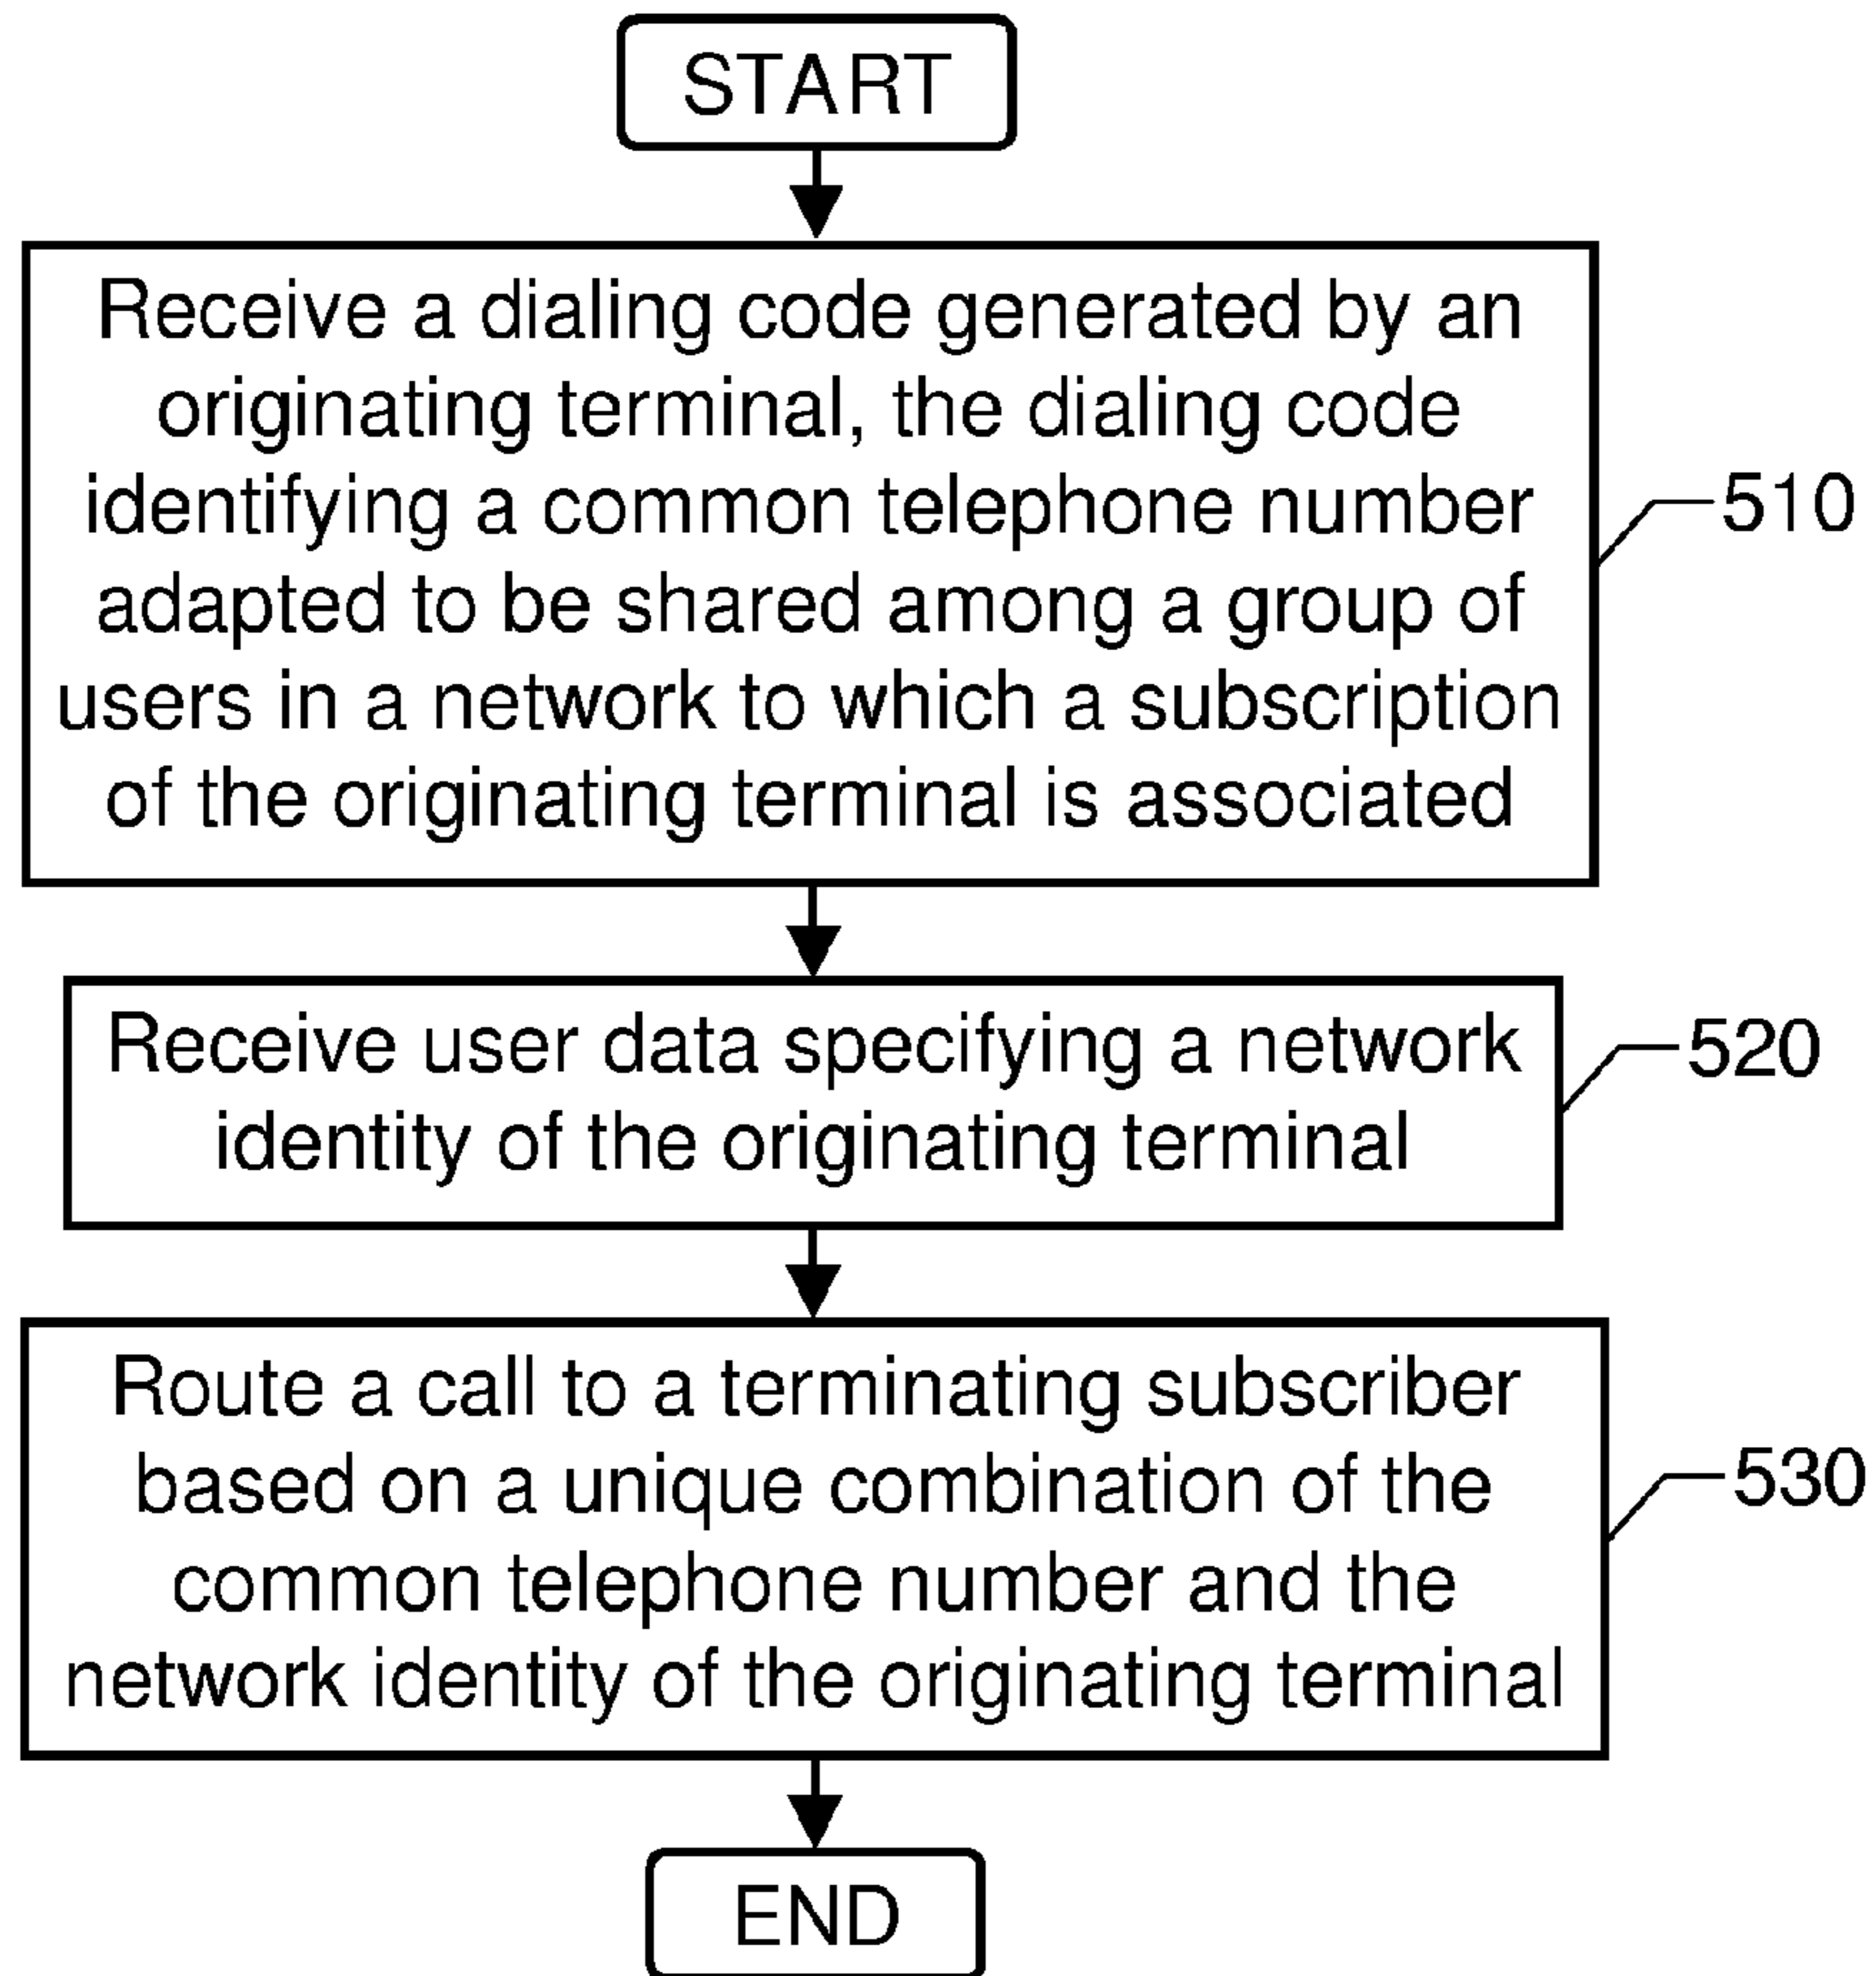 START
Receive a dialing code generated by an
originating terminal, the dialing code
identifying a common telephone number
adapted to be shared among a group of
users in a network to which a subscription
of the originating terminal is associated
510
Receive user data specifying a network
identity of the originating terminal
520
Route a call to a terminating subscriber
based on a unique combination of the
common telephone number and the
network identity of the originating terminal
530
END